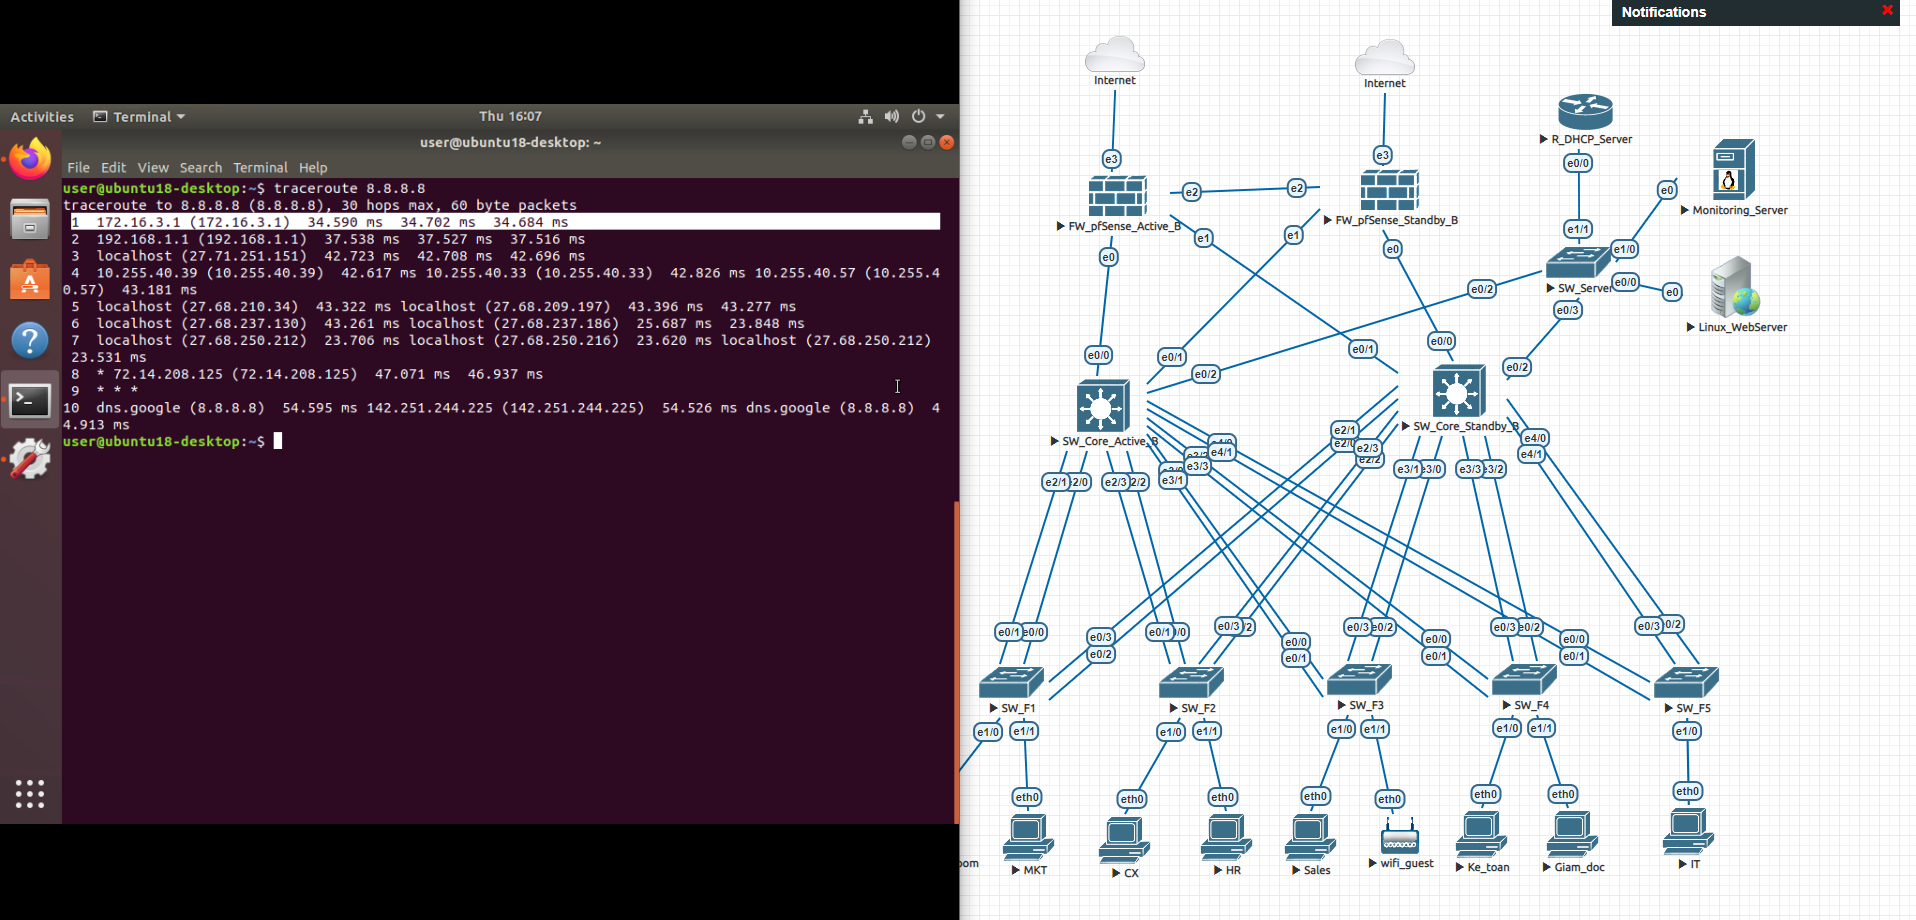 Activities Terminal Thu 16:07
user@ubuntu18-desktop: ~
File Edit View Search Terminal Help
user@ubuntu18-desktop:~$ traceroute 8.8.8.8
traceroute to 8.8.8.8 (8.8.8.8), 30 hops max, 60 byte packets
1 172.16.3.1 (172.16.3.1) 34.590 ms 34.702 ms 34.684 ms
2 192.168.1.1 (192.168.1.1) 37.538 ms 37.527 ms 37.516 ms
3 localhost (27.71.251.151) 42.723 ms 42.708 ms 42.696 ms
4 10.255.40.39 (10.255.40.39) 42.617 ms 10.255.40.33 (10.255.40.33) 42.826 ms 10.255.40.57 (10.255.4
0.57) 43.181 ms
5 localhost (27.68.210.34) 43.322 ms localhost (27.68.209.197) 43.396 ms 43.277 ms
6 localhost (27.68.237.130) 43.261 ms localhost (27.68.237.186) 25.687 ms 23.848 ms
7 localhost (27.68.250.212) 23.706 ms localhost (27.68.250.216) 23.620 ms localhost (27.68.250.212)
23.531 ms
8 * 72.14.208.125 (72.14.208.125) 47.071 ms 46.937 ms
9 * * *
10 dns.google (8.8.8.8) 54.595 ms 142.251.244.225 (142.251.244.225) 54.526 ms dns.google (8.8.8.8) 4
4.913 ms
user@ubuntu18-desktop:~$
Notifications
Internet
Internet
R_DHCP_Server
e3
e3
e0/0
FW_pfSense_Active_B
e2
e2
FW_pfSense_Standby_B
e0
Monitoring_Server
e0
e1
e1
e0
e1/1
e1/0
SW_Server
e0/0
e0
e0/2
e0/3
Linux_WebServer
e0/0
e0/1
e0/2
e0/1
e0/0
e0/2
SW_Core_Active_B
SW_Core_Standby_B
e4/1
e3/3
e3/1
e2/1
e2/3
e2/2
e4/0
e4/1
e2/1
2/0
e2/3
2/2
e3/1
e3/0
e3/3
e3/2
e0/1
e0/0
e0/3
e0/2
e0/1
/0
e0/3
/2
e0/0
e0/1
e0/3
e0/2
e0/0
e0/1
e0/3
e0/2
e0/0
e0/1
e0/3
0/2
SW_F1
SW_F2
SW_F3
SW_F4
SW_F5
e1/0
e1/1
e1/0
e1/1
e1/0
e1/1
e1/0
e1/1
e1/0
eth0
eth0
eth0
eth0
eth0
eth0
eth0
eth0
oom
MKT
CX
HR
Sales
wifi_guest
Ke_toan
Giam_doc
IT